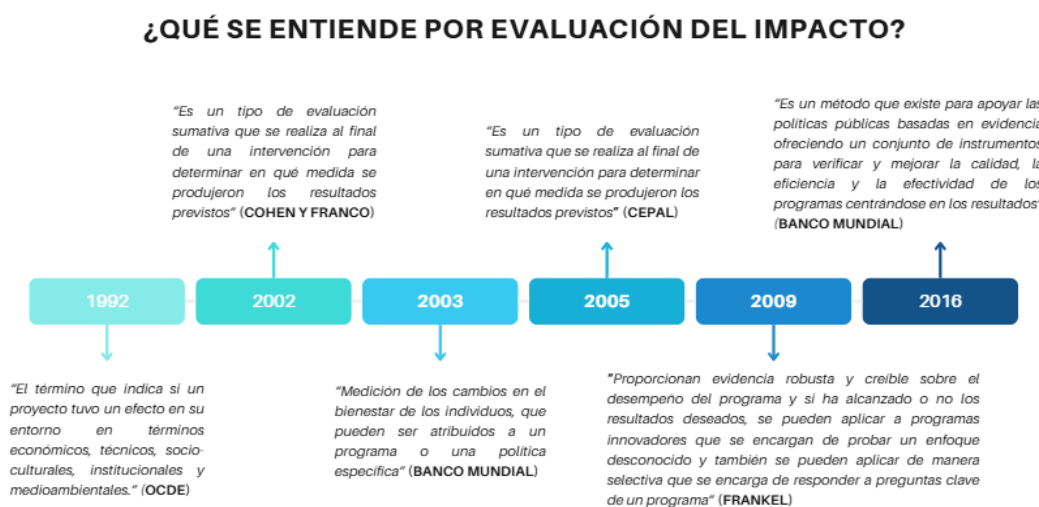 ¿QUÉ SE ENTIENDE POR EVALUACIÓN DEL IMPACTO?
“Es un tipo de evaluación
sumativa que se realiza al final
de una intervención para
determinar en qué medida se
produjeron los resultados
previstos” (COHEN Y FRANCO)
“Es un tipo de evaluación
sumativa que se realiza al final de
una intervención para determinar
en qué medida se produjeron los
resultados previstos” (CEPAL)
“Es un método que existe para apoyar las
políticas públicas basadas en evidencia
ofreciendo un conjunto de instrumentos
para verificar y mejorar la calidad, la
eficiencia y la efectividad de los
programas centrándose en los resultados”
(BANCO MUNDIAL)
1992
2002
2003
2005
2009
2016
“El término que indica si un
proyecto tuvo un efecto en su
entorno en términos
económicos, técnicos, socio-
culturales, institucionales y
medioambientales.” (OCDE)
“Medición de los cambios en el
bienestar de los individuos, que
pueden ser atribuidos a un
programa o una política
específica” (BANCO MUNDIAL)
“Proporcionan evidencia robusta y creíble sobre el
desempeño del programa y si ha alcanzado o no los
resultados deseados, se pueden aplicar a programas
innovadores que se encargan de probar un enfoque
desconocido y también se pueden aplicar de manera
selectiva que se encarga de responder a preguntas clave
de un programa” (FRANKEL)